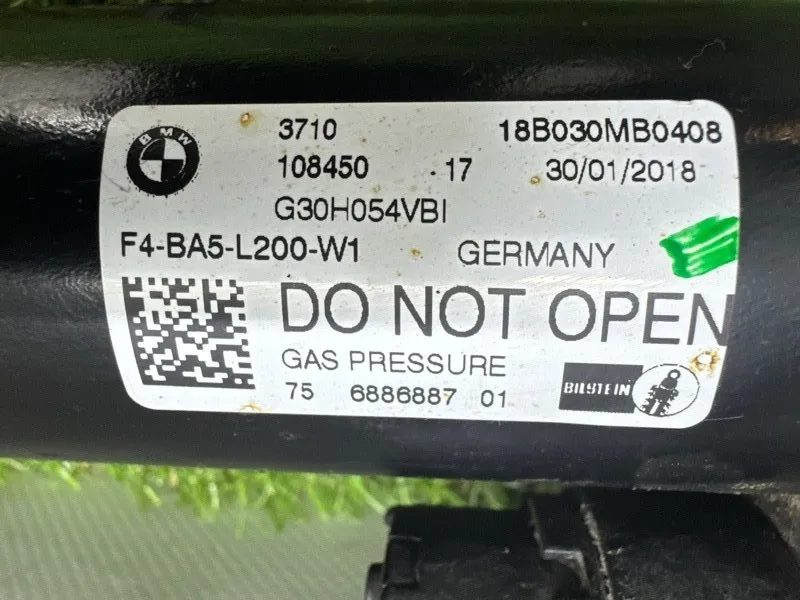 BMW
3710 18B030MB0408
108450 17 30/01/2018
G30H054VBI
F4-BA5-L200-W1 GERMANY
DO NOT OPEN
GAS PRESSURE
75 6886887 01
BILSTEIN